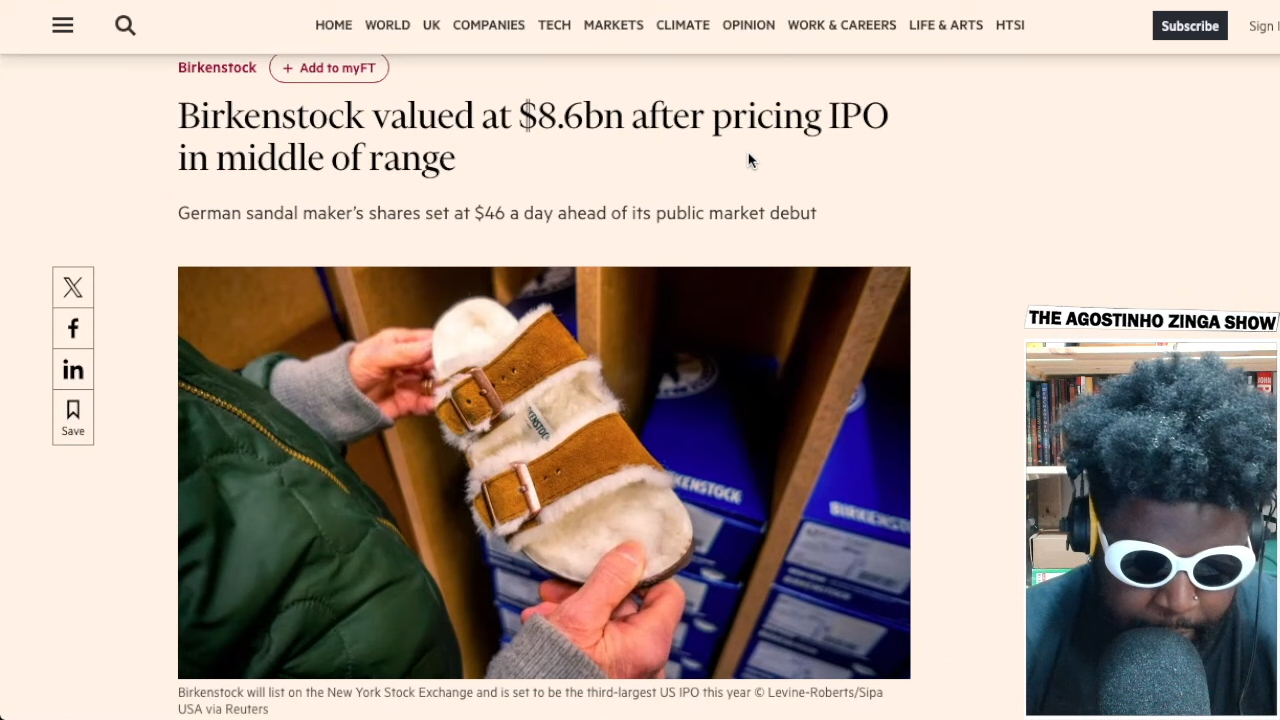 HOME WORLD UK COMPANIES TECH MARKETS CLIMATE OPINION WORK & CAREERS LIFE & ARTS HTSI
Subscribe
Sign I
Birkenstock
+ Add to myFT
Birkenstock valued at $8.6bn after pricing IPO
in middle of range
German sandal maker's shares set at $46 a day ahead of its public market debut
X
f
in
Save
BIRKENSTOCK
Birkenstock will list on the New York Stock Exchange and is set to be the third-largest US IPO this year © Levine-Roberts/Sipa
USA via Reuters
THE AGOSTINHO ZINGA SHOW
JOHN